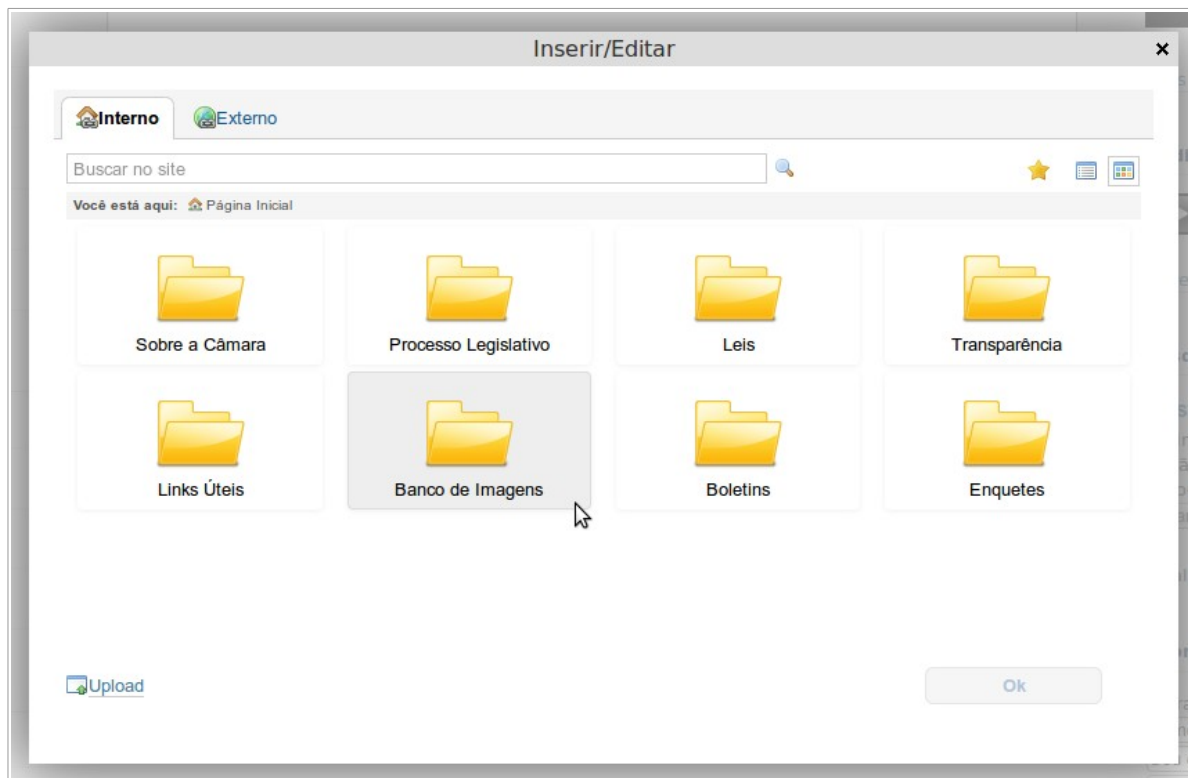 Inserir/Editar
Interno Externo
Buscar no site
Você está aqui: Página Inicial
Sobre a Câmara Processo Legislativo Leis Transparência
Links Úteis Banco de Imagens Boletins Enquetes
Upload Ok